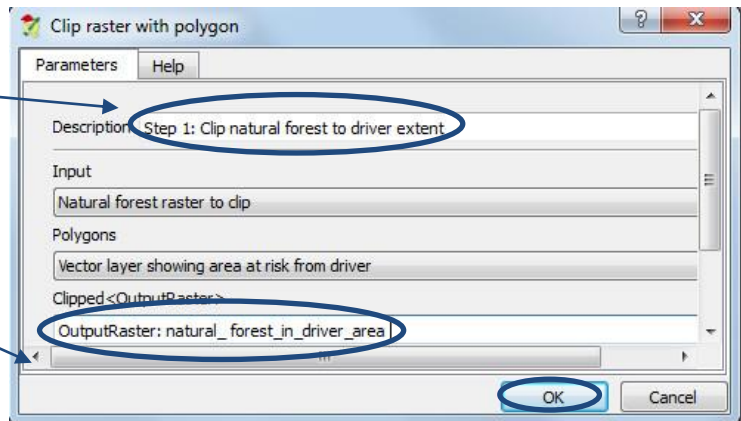 Clip raster with polygon
Parameters Help
Description Step 1: Clip natural forest to driver extent
Input
Natural forest raster to clip
Polygons
Vector layer showing area at risk from driver
Clipped<OutputRaster>
OutputRaster: natural_ forest_in_driver_area
OK Cancel